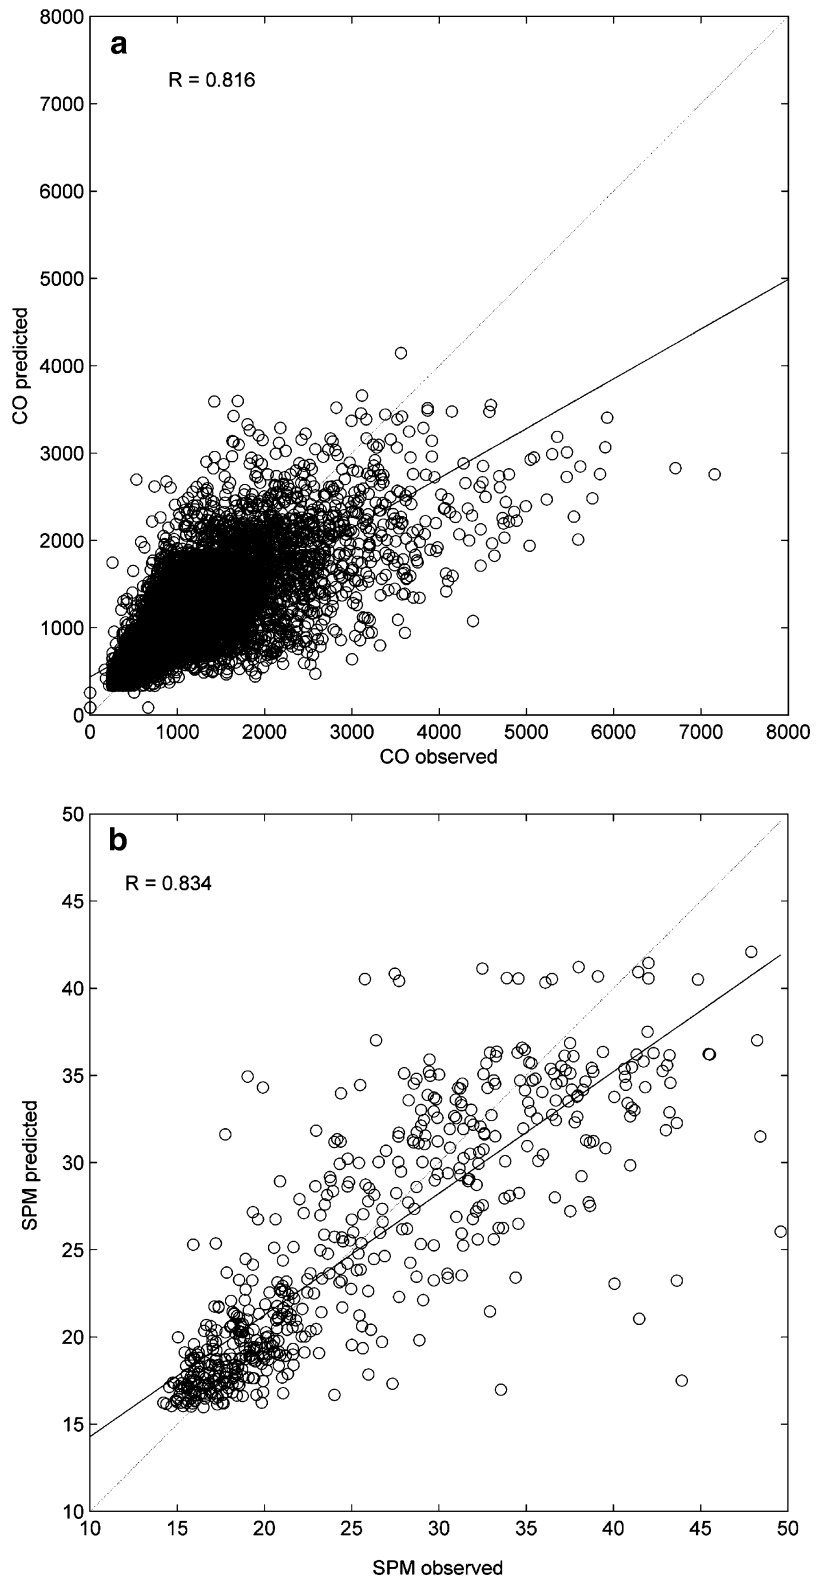 8000
a
R = 0.816
7000
6000
5000
4000
3000
2000
1000
0
CO predicted
0 1000 2000 3000 4000 5000 6000 7000 8000
CO observed
50
b
R = 0.834
45
40
35
30
25
20
15
10
SPM predicted
10 15 20 25 30 35 40 45 50
SPM observed